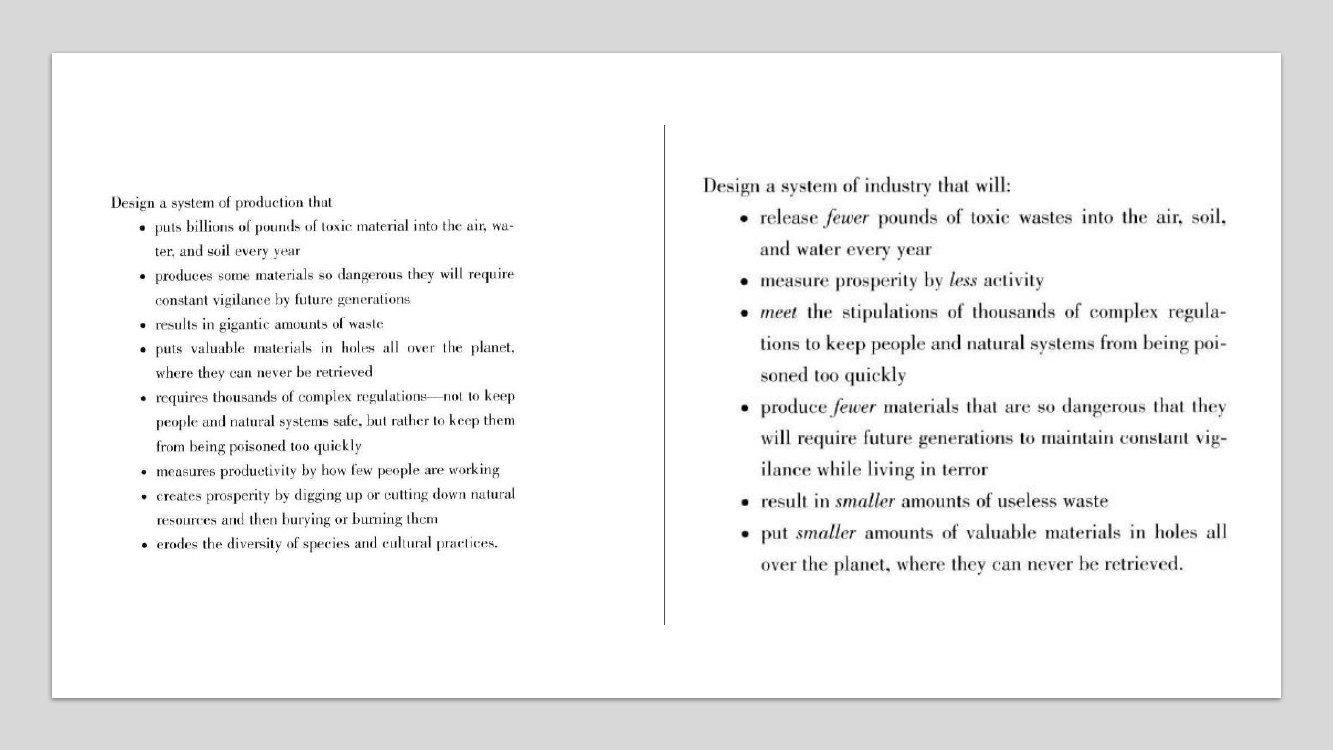 Design a system of production that
• puts billions of pounds of toxic material into the air, wa-
ter, and soil every year
• produces some materials so dangerous they will require
constant vigilance by future generations
• results in gigantic amounts of waste
• puts valuable materials in holes all over the planet,
where they can never be retrieved
• requires thousands of complex regulations—not to keep
people and natural systems safe, but rather to keep them
from being poisoned too quickly
• measures productivity by how few people are working
• creates prosperity by digging up or cutting down natural
resources and then burying or burning them
• erodes the diversity of species and cultural practices.
Design a system of industry that will:
• release fewer pounds of toxic wastes into the air, soil,
and water every year
• measure prosperity by less activity
• meet the stipulations of thousands of complex regula-
tions to keep people and natural systems from being poi-
soned too quickly
• produce fewer materials that are so dangerous that they
will require future generations to maintain constant vig-
ilance while living in terror
• result in smaller amounts of useless waste
• put smaller amounts of valuable materials in holes all
over the planet, where they can never be retrieved.